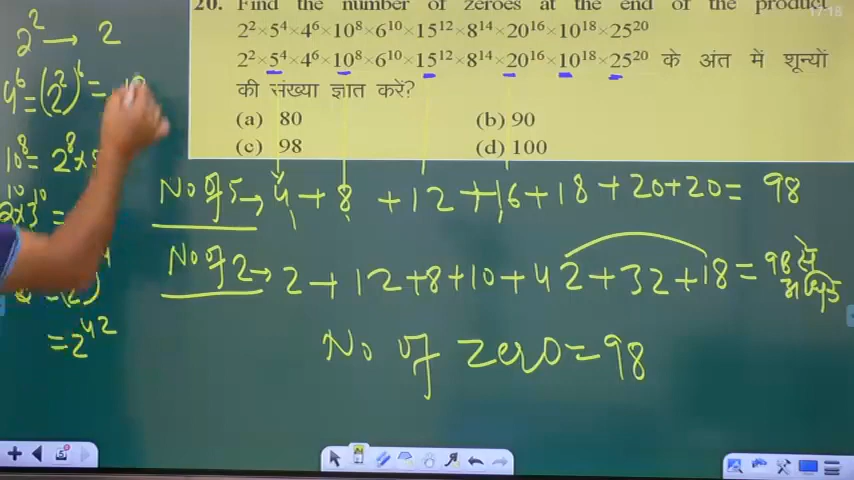 20. Find the number of zeroes at the end of the product
2²×5⁴×4⁶×10⁸×6¹⁰×15¹²×8¹⁴×20¹⁶×10¹⁸×25²⁰
2²×5⁴×4⁶×10⁸×6¹⁰×15¹²×8¹⁴×20¹⁶×10¹⁸×25²⁰ के अंत में शून्यों
की संख्या ज्ञात करें?
(a) 80 (b) 90
(c) 98 (d) 100
17:18
2² → 2
4⁶ = (2²)⁶ =
10⁸ = 2⁸ ×
= 2⁴²
No of 5 → 4 + 8 + 12 + 16 + 18 + 20 + 20 = 98
No of 2 → 2 + 12 + 8 + 10 + 42 + 32 + 18 = 98 से अधिक
No of zero = 98